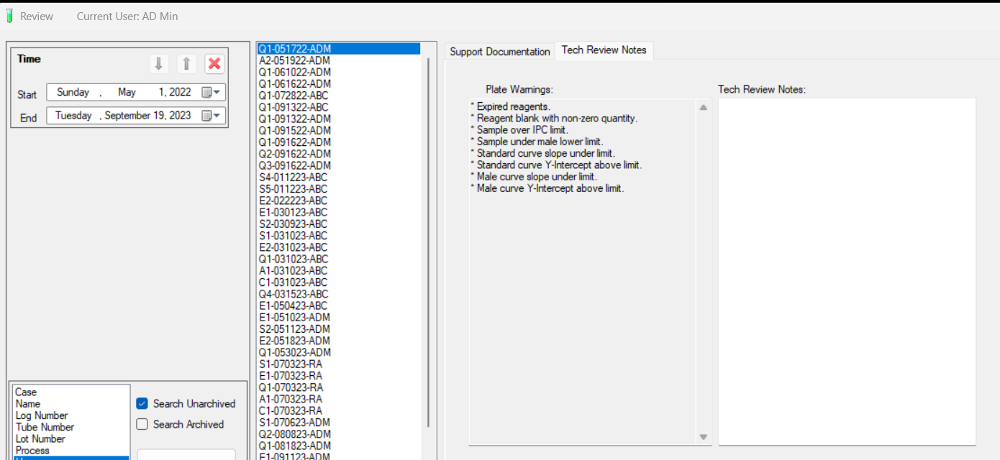 Review Current User: AD Min
Time
Start Sunday , May 1, 2022
End Tuesday , September 19, 2023
Case
Name
Log Number
Tube Number
Lot Number
Process
Search Unarchived
Search Archived
Q1-051722-ADM
A2-051922-ADM
Q1-061022-ADM
Q1-061622-ADM
Q1-072822-ABC
Q1-091322-ABC
Q1-091322-ADM
Q1-091522-ADM
Q1-091622-ADM
Q2-091622-ADM
Q3-091622-ADM
S4-011223-ABC
S5-011223-ABC
E2-022223-ABC
E1-030123-ABC
S2-030923-ABC
S1-031023-ABC
E2-031023-ABC
Q1-031023-ABC
A1-031023-ABC
C1-031023-ABC
Q4-031523-ABC
E1-050423-ABC
E1-051023-ADM
S2-051123-ADM
E2-051823-ADM
Q1-053023-ADM
S1-070323-RA
E1-070323-RA
Q1-070323-RA
A1-070323-RA
C1-070323-RA
S1-070623-ADM
Q2-080823-ADM
Q1-081823-ADM
E1-091123-ADM
Support Documentation Tech Review Notes
Plate Warnings:
* Expired reagents.
* Reagent blank with non-zero quantity.
* Sample over IPC limit.
* Sample under male lower limit.
* Standard curve slope under limit.
* Standard curve Y-Intercept above limit.
* Male curve slope under limit.
* Male curve Y-Intercept above limit.
Tech Review Notes: